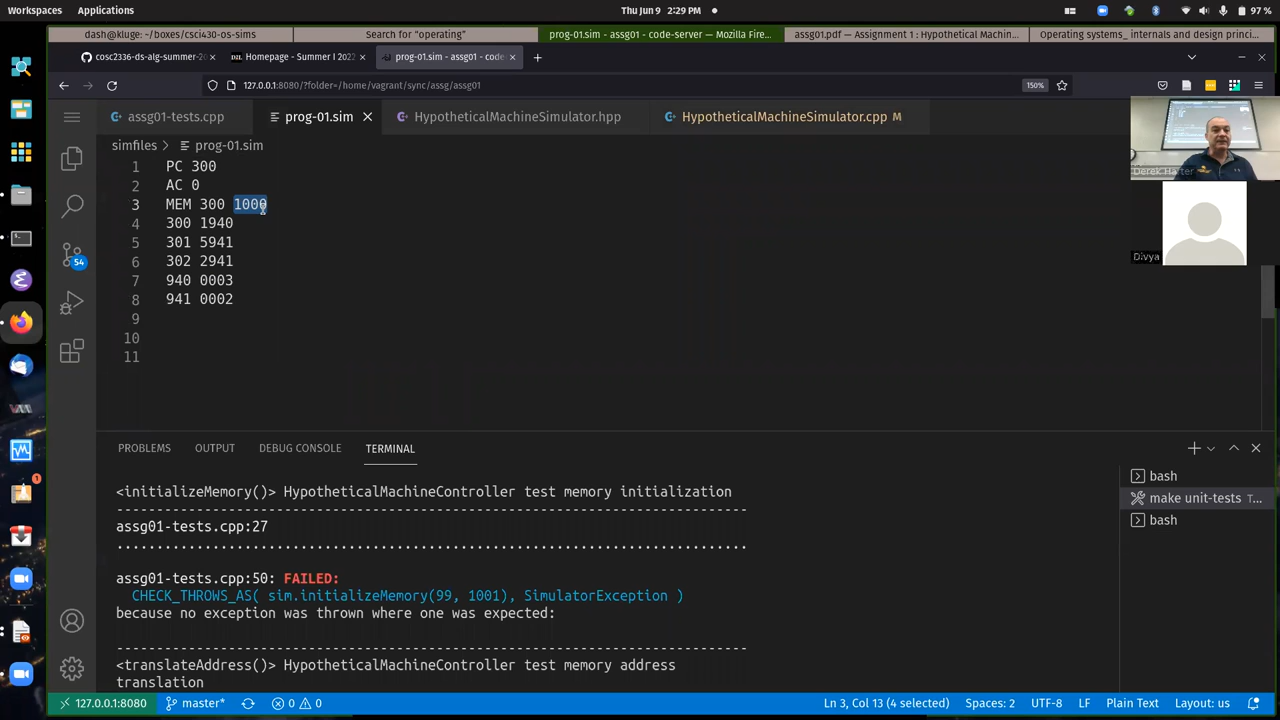 Workspaces
Applications
Thu Jun 9 2:29 PM
97 %
dash@kluge: ~/boxes/csci430-os-sims
Search for "operating"
prog-01.sim — assg01 - code-server — Mozilla Fire...
assg01.pdf — Assignment 1 : Hypothetical Machin...
Operating systems_ internals and design princi...
cosc2336-ds-alg-summer-20
D2L Homepage - Summer I 2022
prog-01.sim - assg01 - code
127.0.0.1:8080/?folder=/home/vagrant/sync/assg/assg01
150%
assg01-tests.cpp
prog-01.sim
HypotheticalMachineSimulator.hpp
HypotheticalMachineSimulator.cpp M
simfiles > prog-01.sim
1 PC 300
2 AC 0
3 MEM 300 1000
4 300 1940
5 301 5941
6 302 2941
7 940 0003
8 941 0002
9
10
11
Derek Harter
Divya
54
1
PROBLEMS
OUTPUT
DEBUG CONSOLE
TERMINAL
<initializeMemory()> HypotheticalMachineController test memory initialization
-------------------------------------------------------------------------------
assg01-tests.cpp:27
...............................................................................
assg01-tests.cpp:50: FAILED:
CHECK_THROWS_AS( sim.initializeMemory(99, 1001), SimulatorException )
because no exception was thrown where one was expected:
-------------------------------------------------------------------------------
<translateAddress()> HypotheticalMachineController test memory address
translation
bash
make unit-tests T...
bash
127.0.0.1:8080
master*
0
0
Ln 3, Col 13 (4 selected)
Spaces: 2
UTF-8
LF
Plain Text
Layout: us